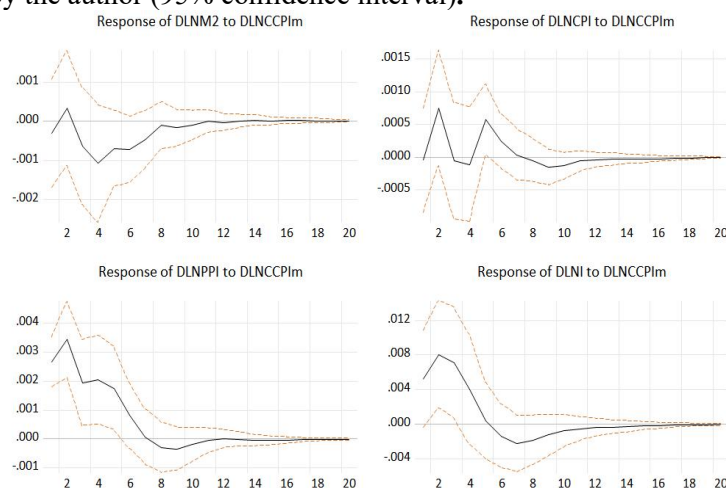 by the author (95% confidence interval).
Response of DLNM2 to DLNCCPIm
Response of DLNCPI to DLNCCPIm
.001
.000
-.001
-.002
2 4 6 8 10 12 14 16 18 20
.0015
.0010
.0005
.0000
-.0005
2 4 6 8 10 12 14 16 18 20
Response of DLNPPI to DLNCCPIm
Response of DLNI to DLNCCPIm
.004
.003
.002
.001
.000
-.001
2 4 6 8 10 12 14 16 18 20
.012
.008
.004
.000
-.004
2 4 6 8 10 12 14 16 18 20